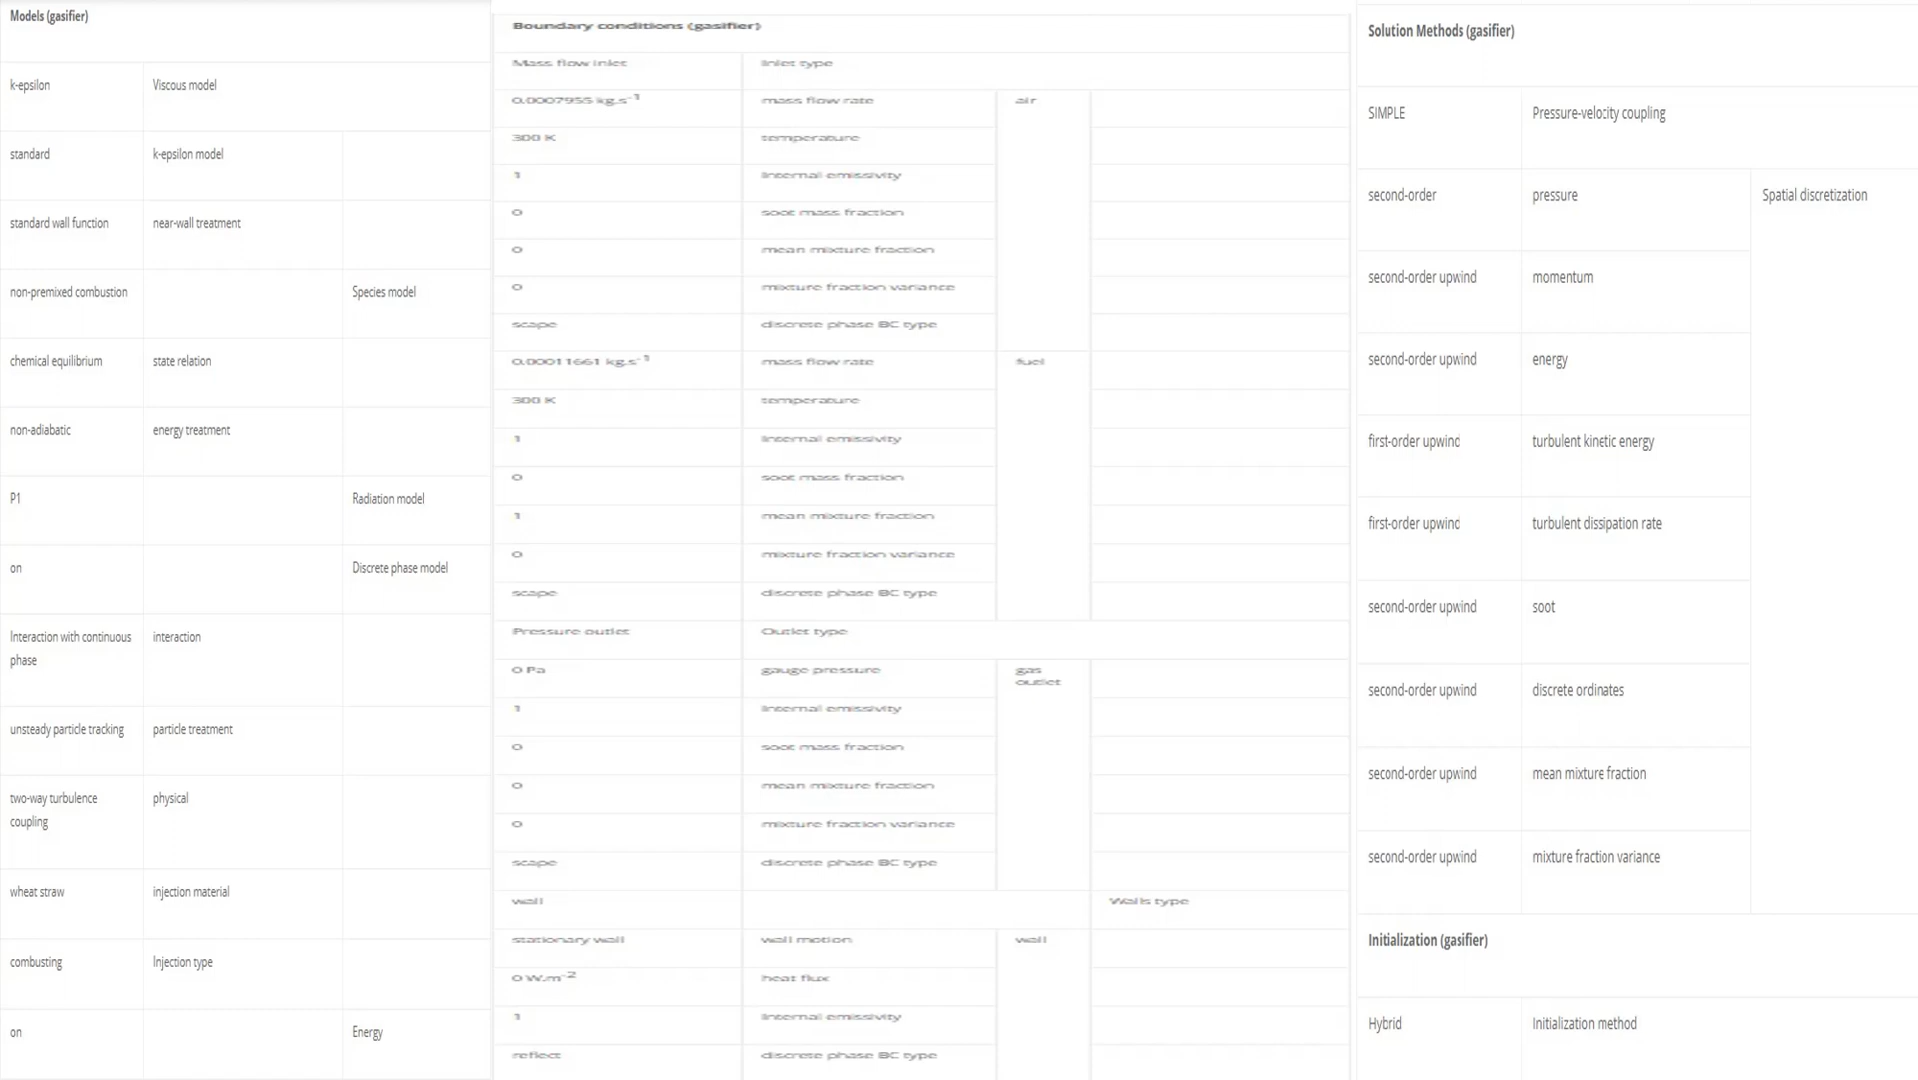 Models (gasifier)
k-epsilon Viscous model
standard k-epsilon model
standard wall function near-wall treatment
non-premixed combustion Species model
chemical equilibrium state relation
non-adiabatic energy treatment
P1 Radiation model
on Discrete phase model
Interaction with continuous interaction
phase
unsteady particle tracking particle treatment
two-way turbulence physical
coupling
wheat straw injection material
combusting Injection type
on Energy
Boundary conditions (gasifier)
Mass flow inlet Inlet type
0.0007955 kg.s⁻¹ mass flow rate air
300 K temperature
1 Internal emissivity
0 soot mass fraction
0 mean mixture fraction
0 mixture fraction variance
scape discrete phase BC type
0.00011661 kg.s⁻¹ mass flow rate fuel
300 K temperature
1 Internal emissivity
0 soot mass fraction
1 mean mixture fraction
0 mixture fraction variance
scape discrete phase BC type
Pressure outlet Outlet type
0 Pa gauge pressure gas
outlet
1 Internal emissivity
0 soot mass fraction
0 mean mixture fraction
0 mixture fraction variance
scape discrete phase BC type
wall Walls type
stationary wall wall motion wall
0 W.m⁻² heat flux
1 Internal emissivity
reflect discrete phase BC type
Solution Methods (gasifier)
SIMPLE Pressure-velocity coupling
second-order pressure Spatial discretization
second-order upwind momentum
second-order upwind energy
first-order upwind turbulent kinetic energy
first-order upwind turbulent dissipation rate
second-order upwind soot
second-order upwind discrete ordinates
second-order upwind mean mixture fraction
second-order upwind mixture fraction variance
Initialization (gasifier)
Hybrid Initialization method